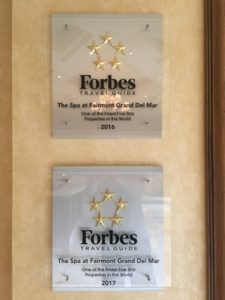 Forbes
TRAVEL GUIDE
The Spa at Fairmont Grand Del Mar
One of the Finest Five Star
Properties in the World
2016
Forbes
TRAVEL GUIDE
The Spa at Fairmont Grand Del Mar
One of the Finest Five Star
Properties in the World
2017